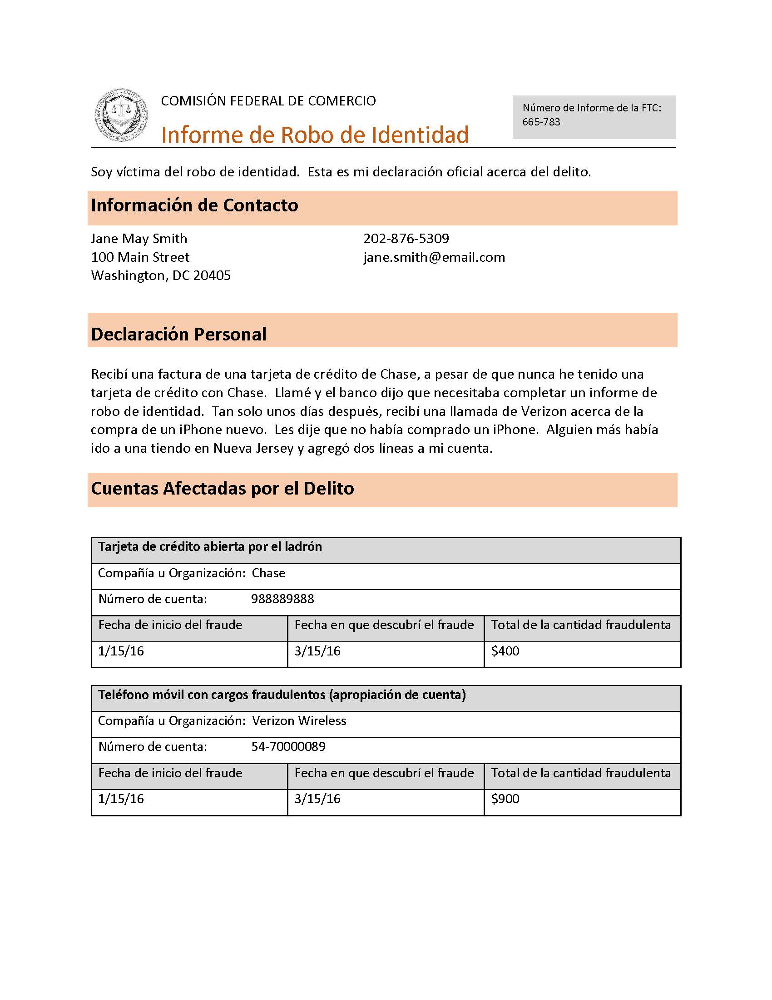 FEDERAL TRADE COMMISSION • UNITED STATES OF AMERICA • MCMXIV
COMISIÓN FEDERAL DE COMERCIO
Informe de Robo de Identidad
Número de Informe de la FTC:
665-783
Soy víctima del robo de identidad.  Esta es mi declaración oficial acerca del delito.
Información de Contacto
Jane May Smith 202-876-5309
100 Main Street jane.smith@email.com
Washington, DC 20405
Declaración Personal
Recibí una factura de una tarjeta de crédito de Chase, a pesar de que nunca he tenido una
tarjeta de crédito con Chase.  Llamé y el banco dijo que necesitaba completar un informe de
robo de identidad.  Tan solo unos días después, recibí una llamada de Verizon acerca de la
compra de un iPhone nuevo.  Les dije que no había comprado un iPhone.  Alguien más había
ido a una tiendo en Nueva Jersey y agregó dos líneas a mi cuenta.
Cuentas Afectadas por el Delito
Tarjeta de crédito abierta por el ladrón
Compañía u Organización:  Chase
Número de cuenta: 988889888
Fecha de inicio del fraude Fecha en que descubrí el fraude Total de la cantidad fraudulenta
1/15/16 3/15/16 $400
Teléfono móvil con cargos fraudulentos (apropiación de cuenta)
Compañía u Organización:  Verizon Wireless
Número de cuenta: 54-70000089
Fecha de inicio del fraude Fecha en que descubrí el fraude Total de la cantidad fraudulenta
1/15/16 3/15/16 $900